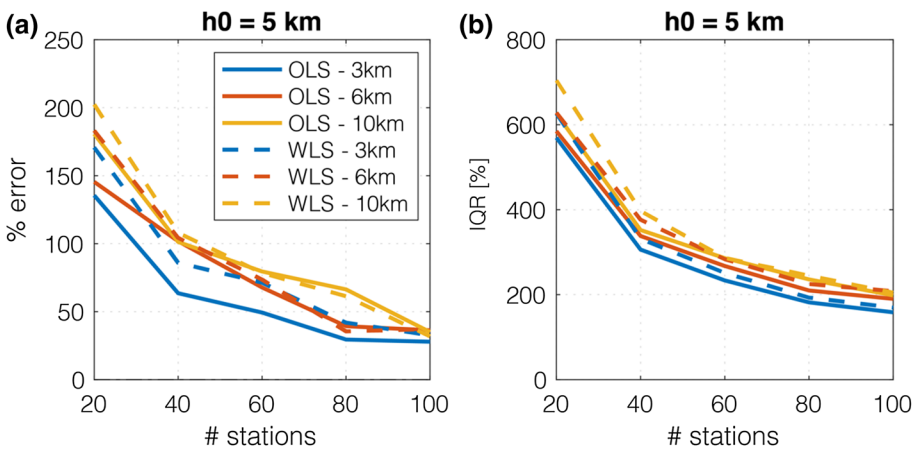 (a)
h0 = 5 km
250
200
150
100
50
0
% error
20 40 60 80 100
# stations
OLS - 3km
OLS - 6km
OLS - 10km
WLS - 3km
WLS - 6km
WLS - 10km
(b)
h0 = 5 km
800
600
400
200
0
IQR [%]
20 40 60 80 100
# stations